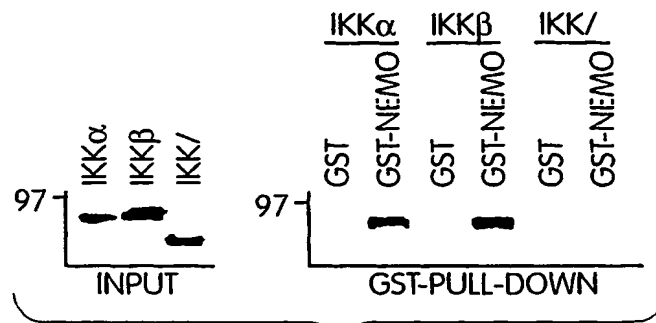 IKKα IKKβ IKK/
GST GST-NEMO GST GST-NEMO GST GST-NEMO
IKKα IKKβ IKK/
97
97
INPUT
GST-PULL-DOWN